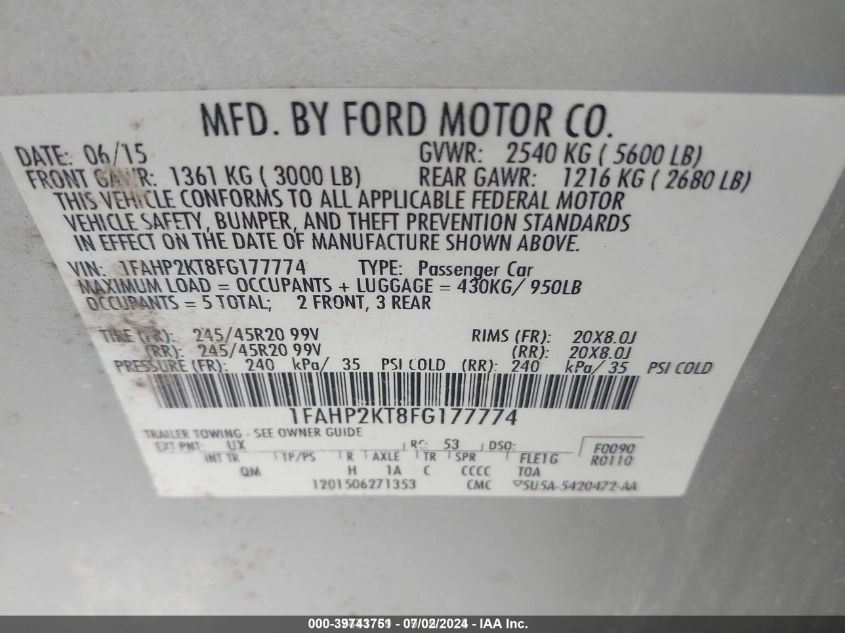 MFD. BY FORD MOTOR CO.
DATE: 06/15 GVWR: 2540 KG ( 5600 LB)
FRONT GAWR: 1361 KG ( 3000 LB) REAR GAWR: 1216 KG ( 2680 LB)
THIS VEHICLE CONFORMS TO ALL APPLICABLE FEDERAL MOTOR
VEHICLE SAFETY, BUMPER, AND THEFT PREVENTION STANDARDS
IN EFFECT ON THE DATE OF MANUFACTURE SHOWN ABOVE.
VIN: 1FAHP2KT8FG177774 TYPE: Passenger Car
MAXIMUM LOAD = OCCUPANTS + LUGGAGE = 430KG/ 950LB
OCCUPANTS = 5 TOTAL; 2 FRONT, 3 REAR
TIRE (FR): 245/45R20 99V RIMS (FR): 20X8.0J
(RR): 245/45R20 99V (RR): 20X8.0J
PRESSURE (FR): 240 kPa/ 35 PSI COLD (RR): 240 kPa/ 35 PSI COLD
1FAHP2KT8FG177774
TRAILER TOWING - SEE OWNER GUIDE
EXT PNT: UX RC: 53 DSO: F0090
INT TR TP/PS R AXLE TR SPR FLE1G R0110
QM H 1A C CCCC TOA
1201506271353 CMC ▽5U5A-5420472-AA
000-39743751 - 07/02/2024 - IAA Inc.